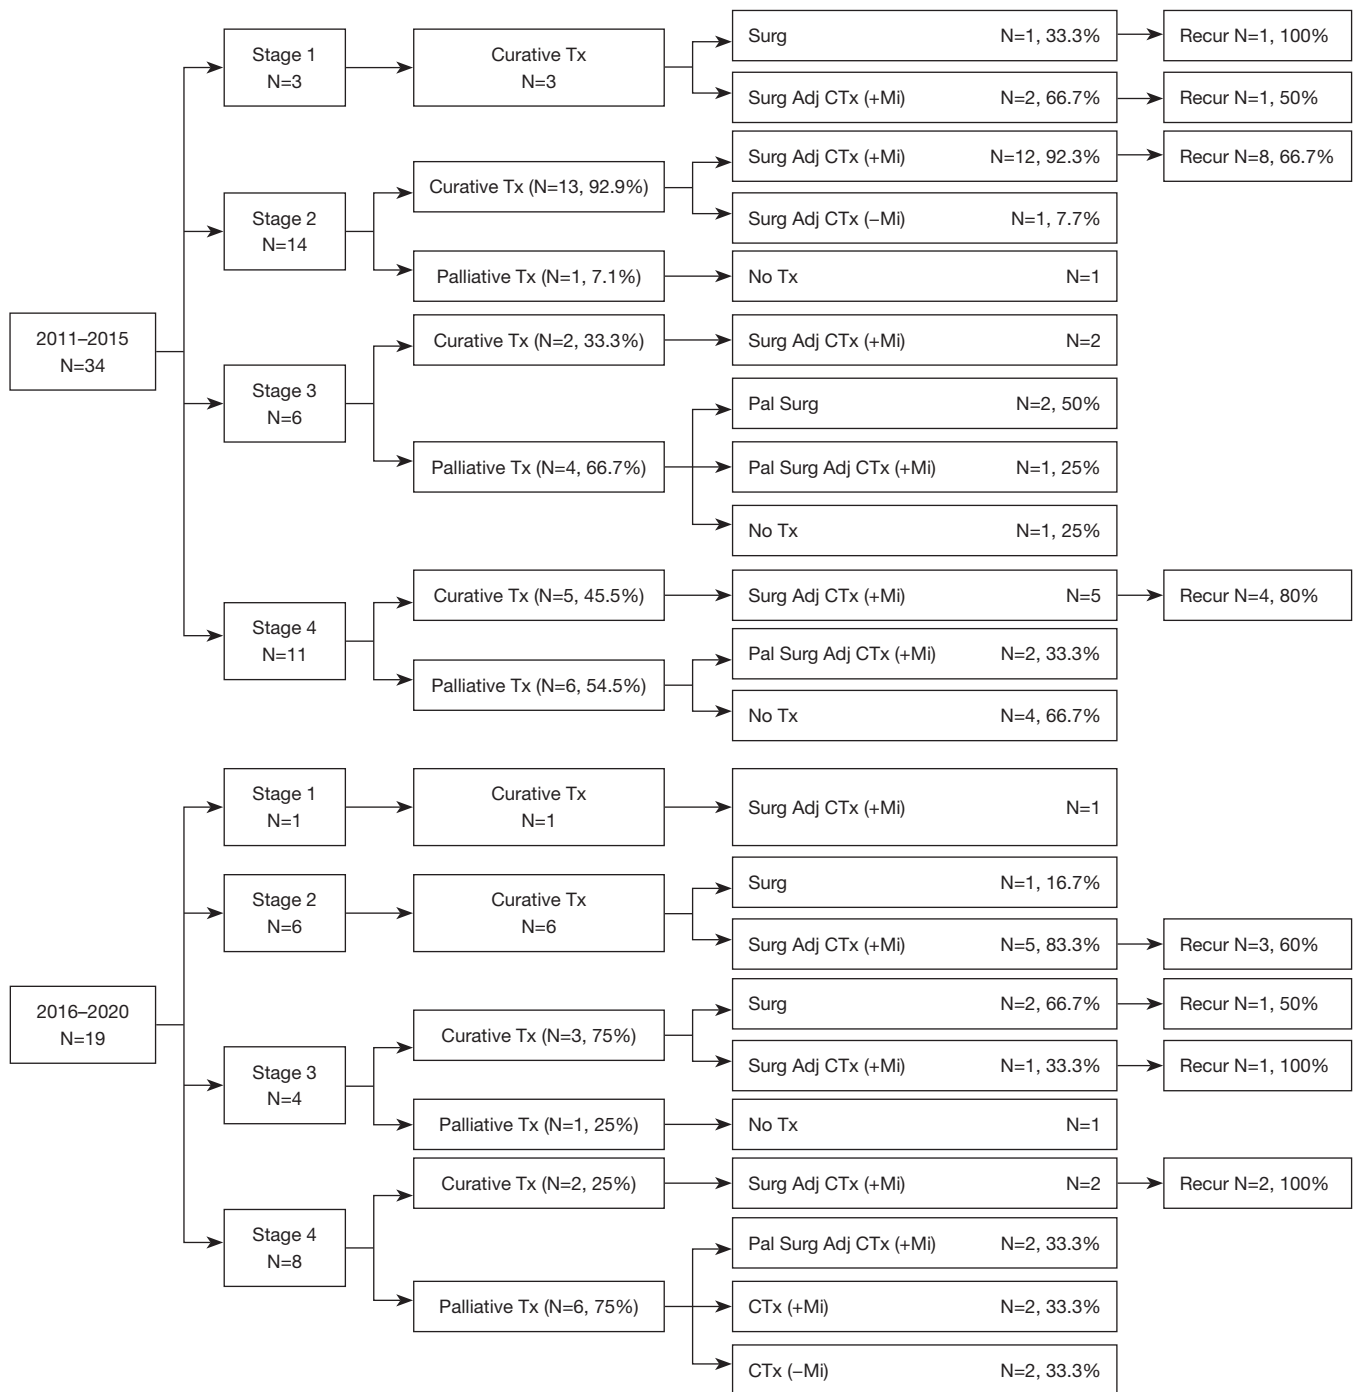 2011–2015
N=34
Stage 1
N=3
Curative Tx
N=3
Surg N=1, 33.3%
Recur N=1, 100%
Surg Adj CTx (+Mi) N=2, 66.7%
Recur N=1, 50%
Stage 2
N=14
Curative Tx (N=13, 92.9%)
Surg Adj CTx (+Mi) N=12, 92.3%
Recur N=8, 66.7%
Surg Adj CTx (–Mi) N=1, 7.7%
Palliative Tx (N=1, 7.1%)
No Tx N=1
Stage 3
N=6
Curative Tx (N=2, 33.3%)
Surg Adj CTx (+Mi) N=2
Palliative Tx (N=4, 66.7%)
Pal Surg N=2, 50%
Pal Surg Adj CTx (+Mi) N=1, 25%
No Tx N=1, 25%
Stage 4
N=11
Curative Tx (N=5, 45.5%)
Surg Adj CTx (+Mi) N=5
Recur N=4, 80%
Palliative Tx (N=6, 54.5%)
Pal Surg Adj CTx (+Mi) N=2, 33.3%
No Tx N=4, 66.7%
2016–2020
N=19
Stage 1
N=1
Curative Tx
N=1
Surg Adj CTx (+Mi) N=1
Stage 2
N=6
Curative Tx
N=6
Surg N=1, 16.7%
Surg Adj CTx (+Mi) N=5, 83.3%
Recur N=3, 60%
Stage 3
N=4
Curative Tx (N=3, 75%)
Surg N=2, 66.7%
Recur N=1, 50%
Surg Adj CTx (+Mi) N=1, 33.3%
Recur N=1, 100%
Palliative Tx (N=1, 25%)
No Tx N=1
Stage 4
N=8
Curative Tx (N=2, 25%)
Surg Adj CTx (+Mi) N=2
Recur N=2, 100%
Palliative Tx (N=6, 75%)
Pal Surg Adj CTx (+Mi) N=2, 33.3%
CTx (+Mi) N=2, 33.3%
CTx (–Mi) N=2, 33.3%